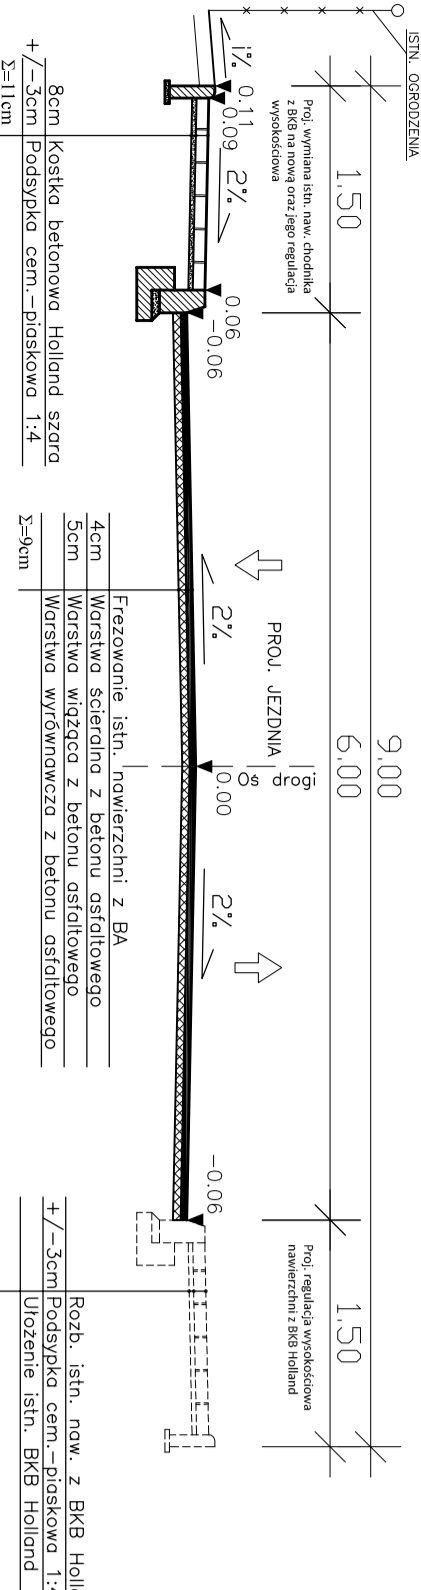 ISTN. OGRODZENIA
9.00
1.50
6.00
1.50
Proj. wymiana istn. naw. chodnika
z BKB na nową oraz jego regulacja
wysokościowa
Proj. regulacja wysokościowa
nawierzchni z BKB Holland
PROJ. JEZDNIA
Oś drogi
1%
0.11
0.09
2%
0.06
-0.06
2%
0.00
2%
-0.06
8cm Kostka betonowa Holland szara
+/-3cm Podsypka cem.-piaskowa 1:4
Σ=11cm
Frezowanie istn. nawierzchni z BA
4cm Warstwa ścieralna z betonu asfaltowego
5cm Warstwa wiążąca z betonu asfaltowego
Warstwa wyrównawcza z betonu asfaltowego
Σ=9cm
Rozb. istn. naw. z BKB
+/-3cm Podsypka cem.-piaskowa
Ułożenie istn. BKB Holland